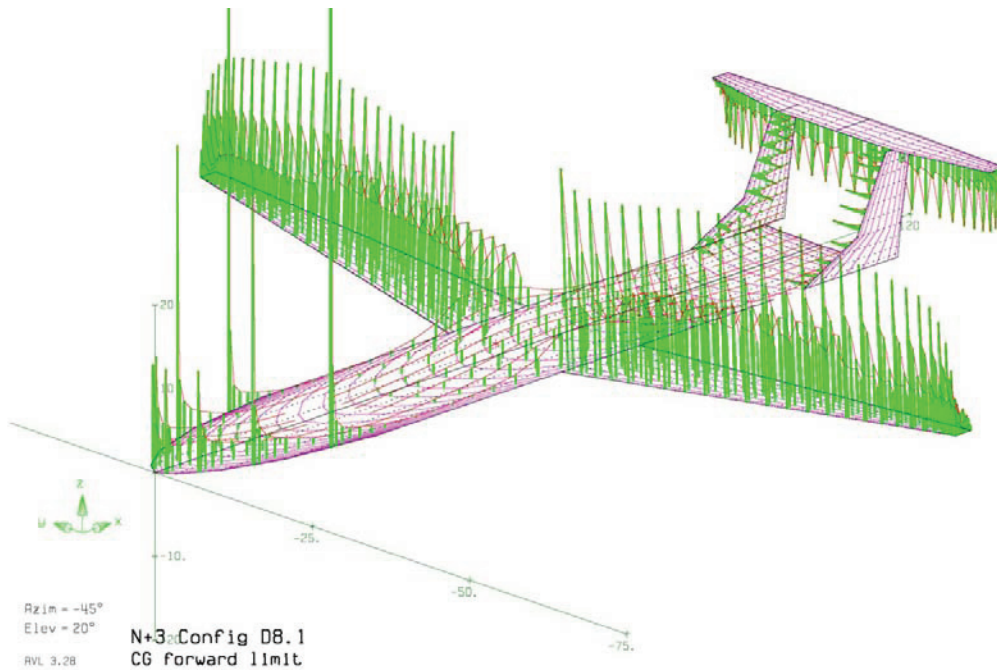 120
20
10
z
y x
-10.
-25.
-50.
-75.
Azim = -45°
Elev = 20°
-20
N+3 Config D8.1
AVL 3.28
CG forward limit